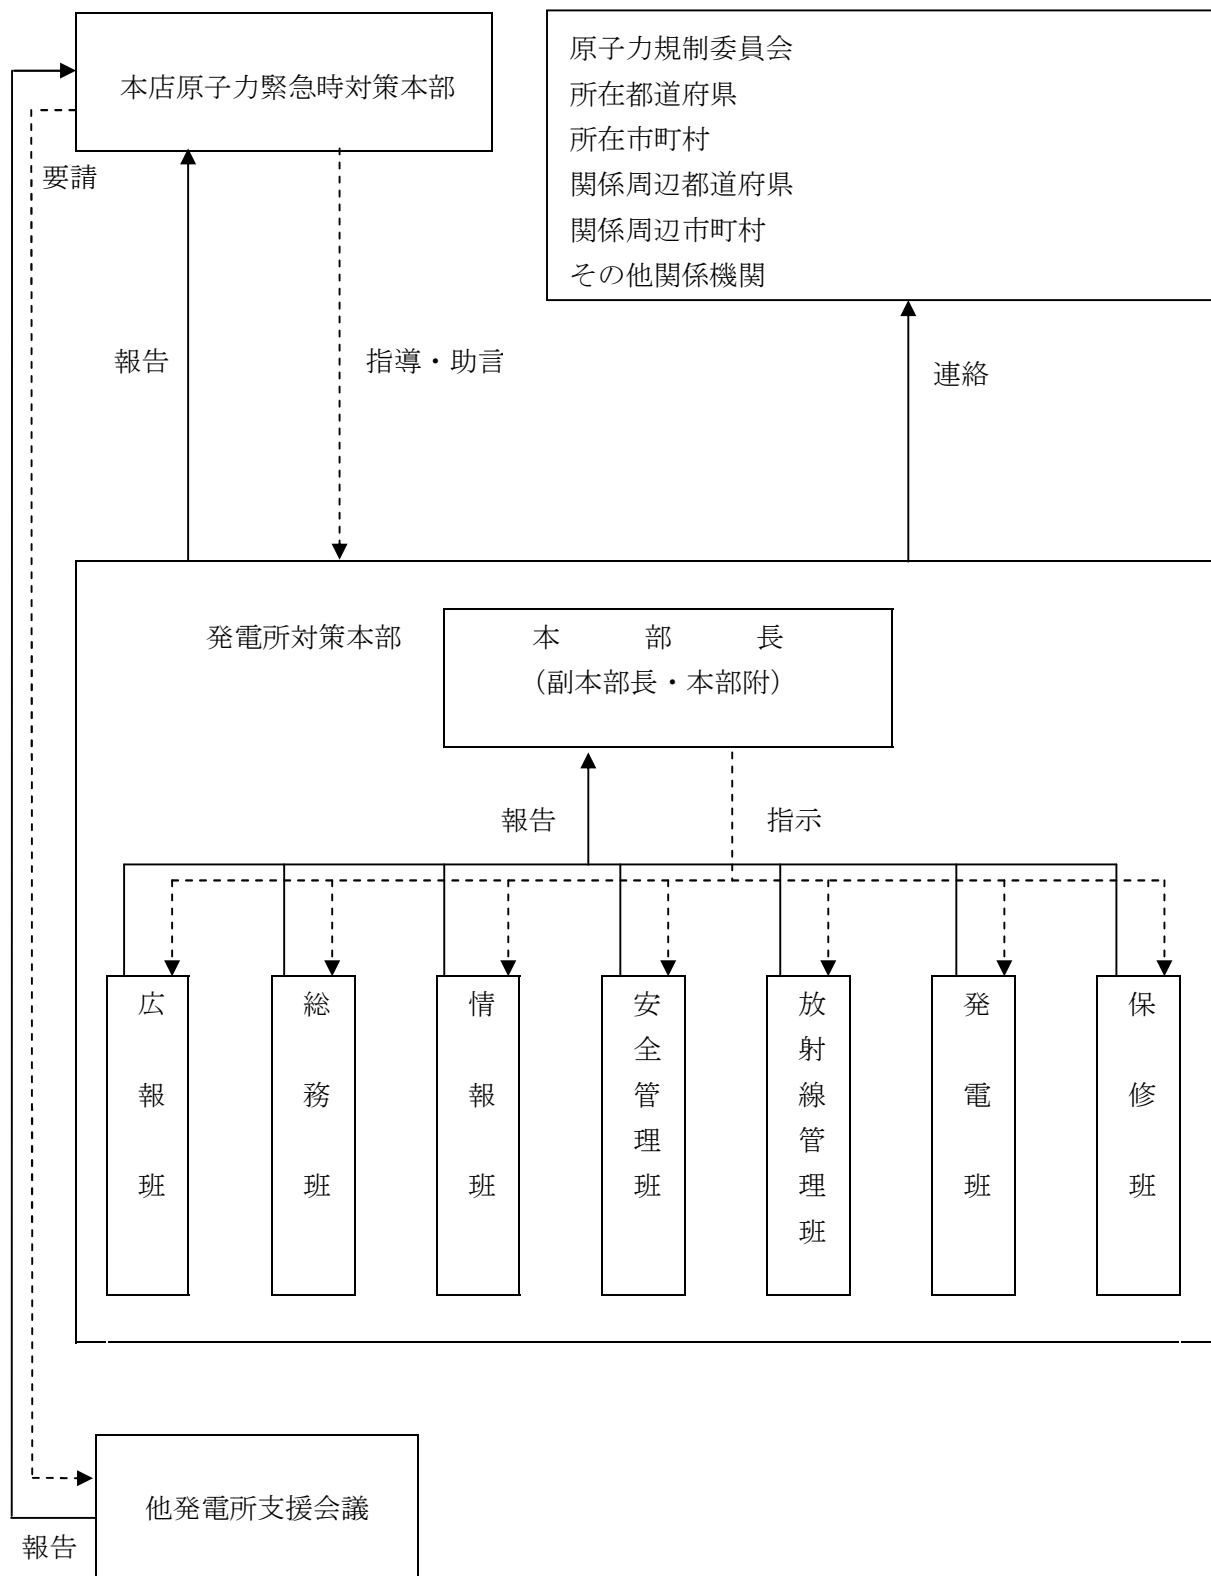 本店原子力緊急時対策本部
原子力規制委員会
所在都道府県
所在市町村
関係周辺都道府県
関係周辺市町村
その他関係機関
要請
報告
指導・助言
連絡
発電所対策本部
本部長
（副本部長・本部附）
報告
指示
広報班
総務班
情報班
安全管理班
放射線管理班
発電班
保修班
他発電所支援会議
報告